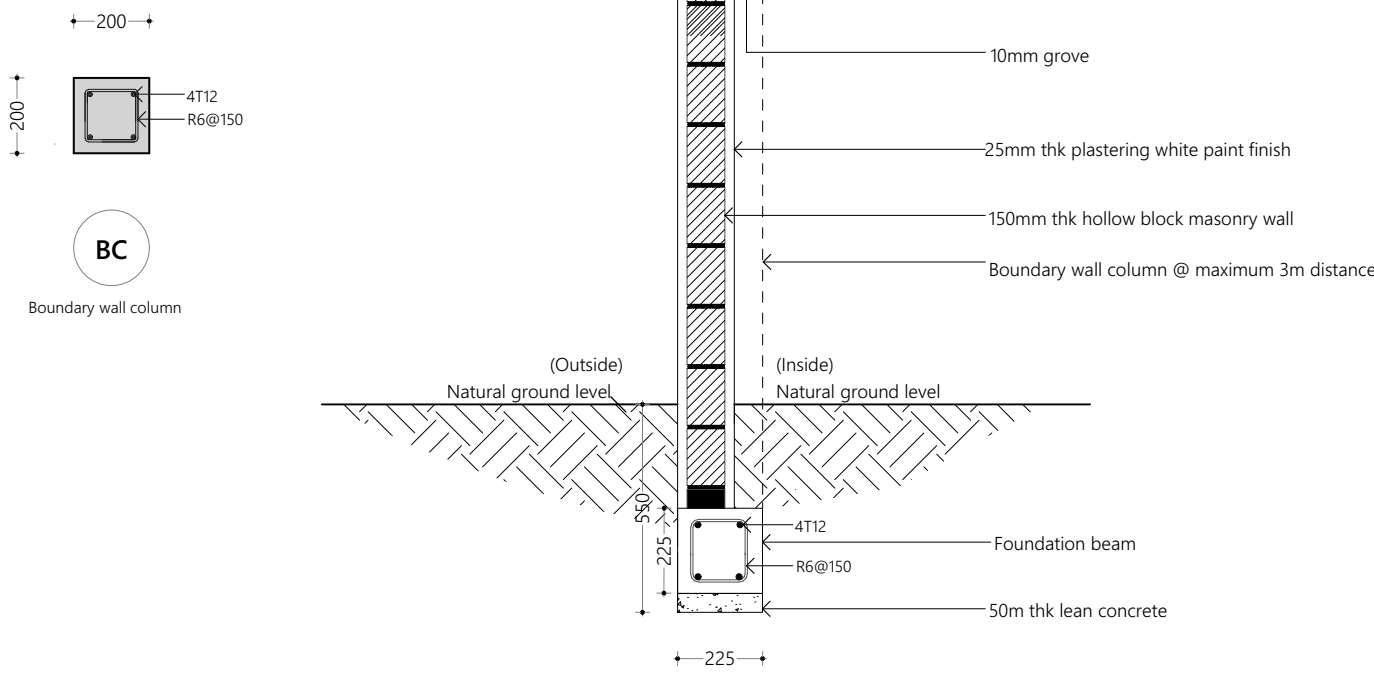 200
200
4T12
R6@150
BC
Boundary wall column
10mm grove
25mm thk plastering white paint finish
150mm thk hollow block masonry wall
Boundary wall column @ maximum 3m distance
(Outside)
Natural ground level
(Inside)
Natural ground level
550
225
4T12
R6@150
Foundation beam
50m thk lean concrete
225